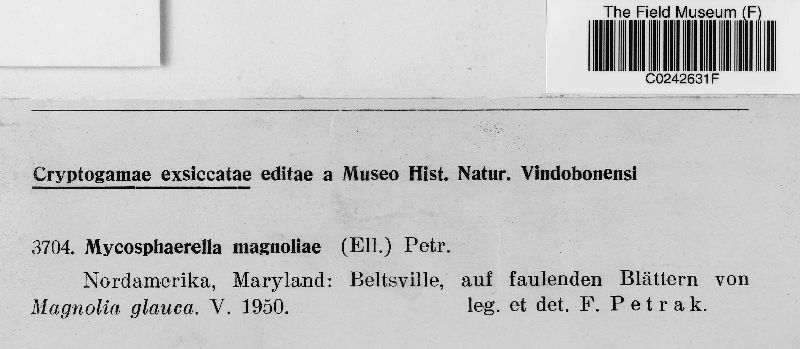 The Field Museum (F)
C0242631F
Cryptogamae exsiccatae editae a Museo Hist. Natur. Vindobonensi
3704. Mycosphaerella magnoliae (Ell.) Petr.
Nordamerika, Maryland: Beltsville, auf faulenden Blättern von
Magnolia glauca. V. 1950. leg. et det. F. Petrak.